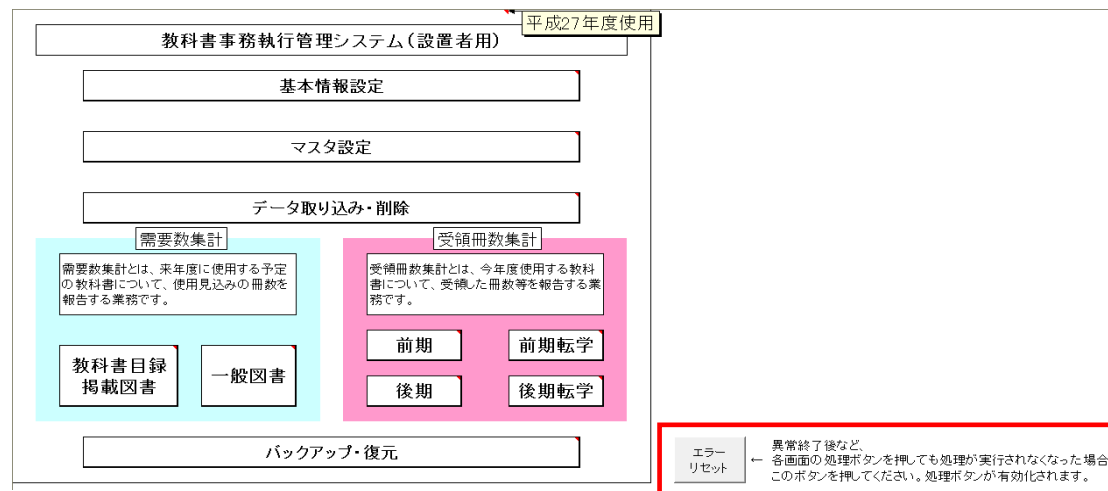 平成27年度使用
教科書事務執行管理システム(設置者用)
基本情報設定
マスタ設定
データ取り込み・削除
需要数集計
需要数集計とは、来年度に使用する予定
の教科書について、使用見込みの冊数を
報告する業務です。
教科書目録
掲載図書
一般図書
受領冊数集計
受領冊数集計とは、今年度使用する教科
書について、受領した冊数等を報告する業
務です。
前期
前期転学
後期
後期転学
バックアップ・復元
エラー
リセット
← 異常終了後など、
各画面の処理ボタンを押しても処理が実行されなくなった場合
このボタンを押してください。処理ボタンが有効化されます。